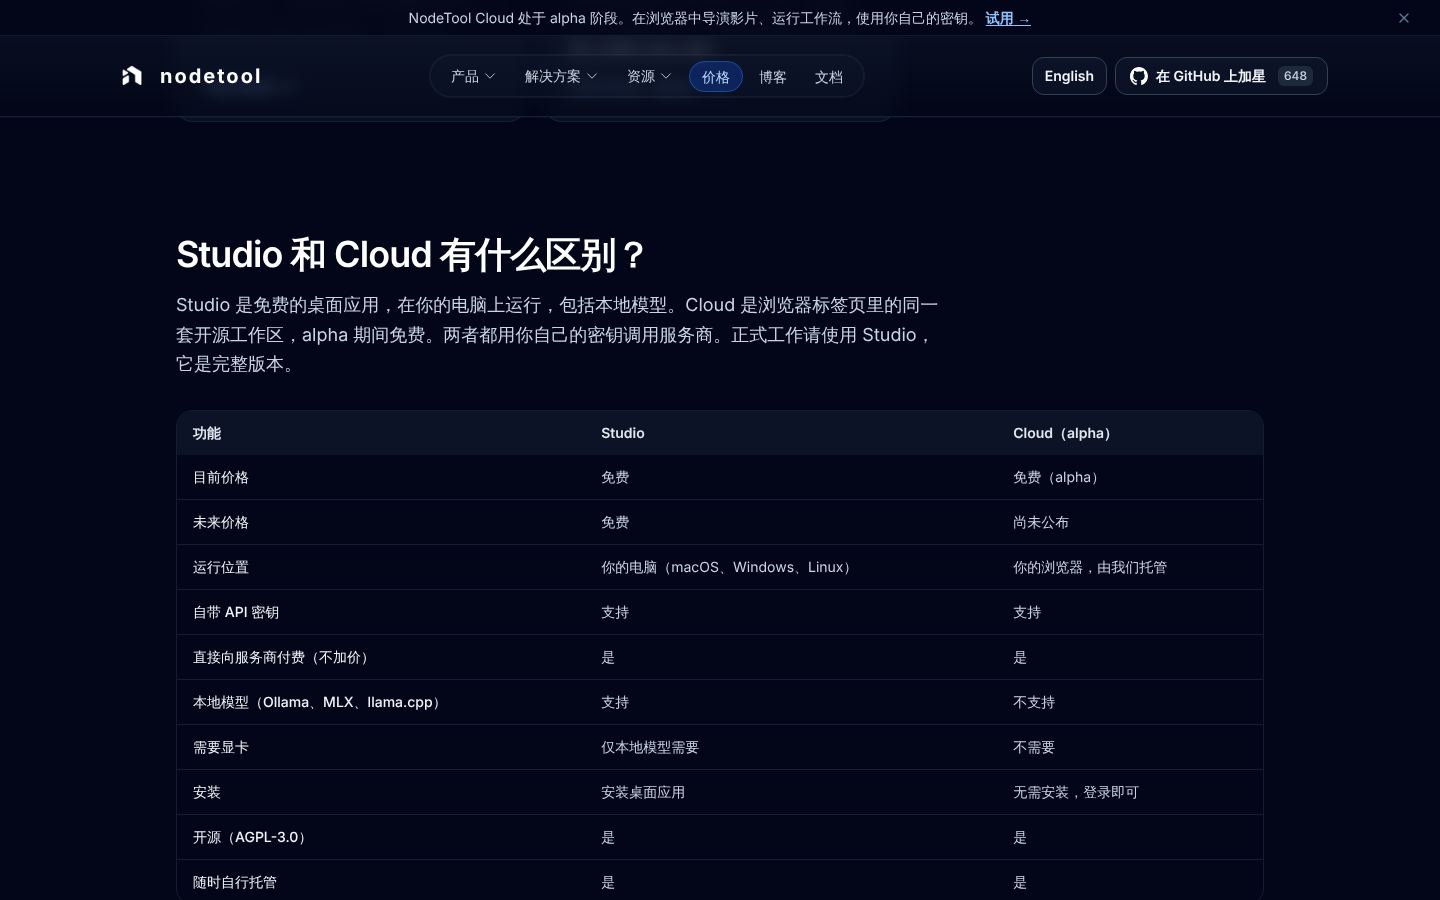 NodeTool Cloud 处于 alpha 阶段。在浏览器中导演影片、运行工作流，使用你自己的密钥。 试用 →
nodetool
产品
解决方案
资源
价格
博客
文档
English
在 GitHub 上加星 648
Studio 和 Cloud 有什么区别？
Studio 是免费的桌面应用，在你的电脑上运行，包括本地模型。Cloud 是浏览器标签页里的同一
套开源工作区，alpha 期间免费。两者都用你自己的密钥调用服务商。正式工作请使用 Studio，
它是完整版本。
功能 Studio Cloud（alpha）
目前价格 免费 免费（alpha）
未来价格 免费 尚未公布
运行位置 你的电脑（macOS、Windows、Linux） 你的浏览器，由我们托管
自带 API 密钥 支持 支持
直接向服务商付费（不加价） 是 是
本地模型（Ollama、MLX、llama.cpp） 支持 不支持
需要显卡 仅本地模型需要 不需要
安装 安装桌面应用 无需安装，登录即可
开源（AGPL-3.0） 是 是
随时自行托管 是 是